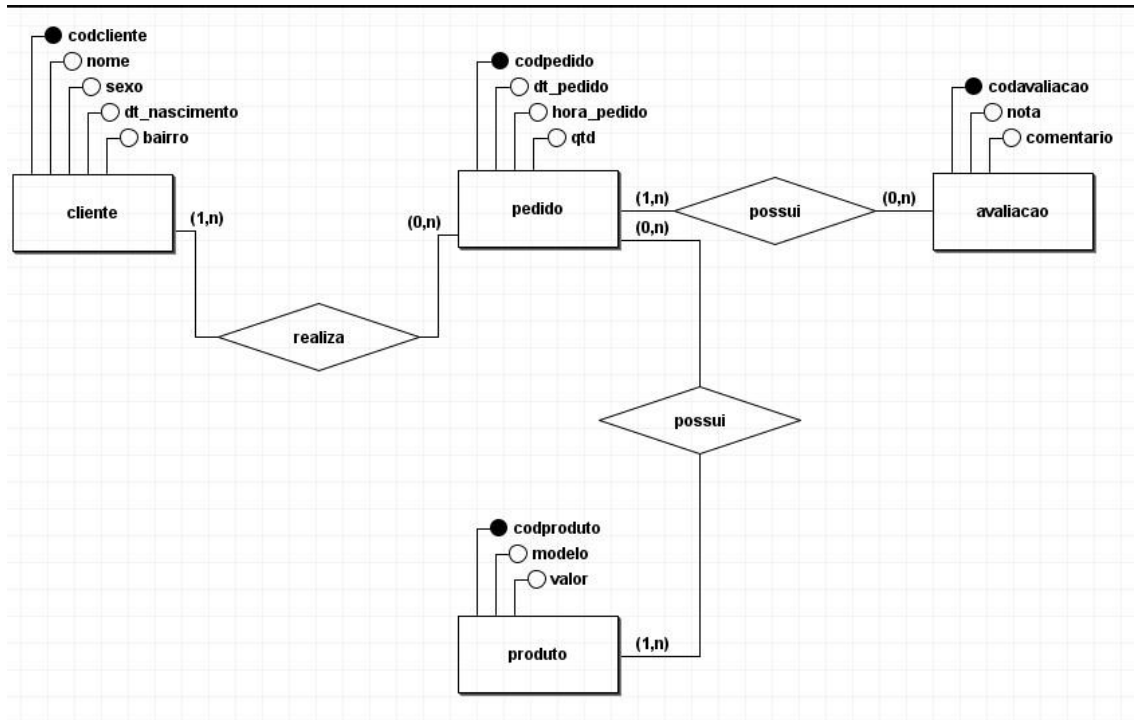 codcliente
nome
sexo
dt_nascimento
bairro
cliente
(1,n)
realiza
(0,n)
codpedido
dt_pedido
hora_pedido
qtd
pedido
(1,n)
possui
(0,n)
codavaliacao
nota
comentario
avaliacao
(0,n)
possui
(1,n)
codproduto
modelo
valor
produto